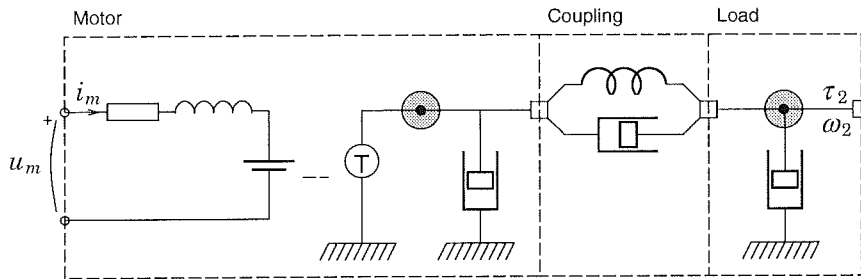 Motor
Coupling
Load
i_m
+
u_m
T
τ_2
ω_2